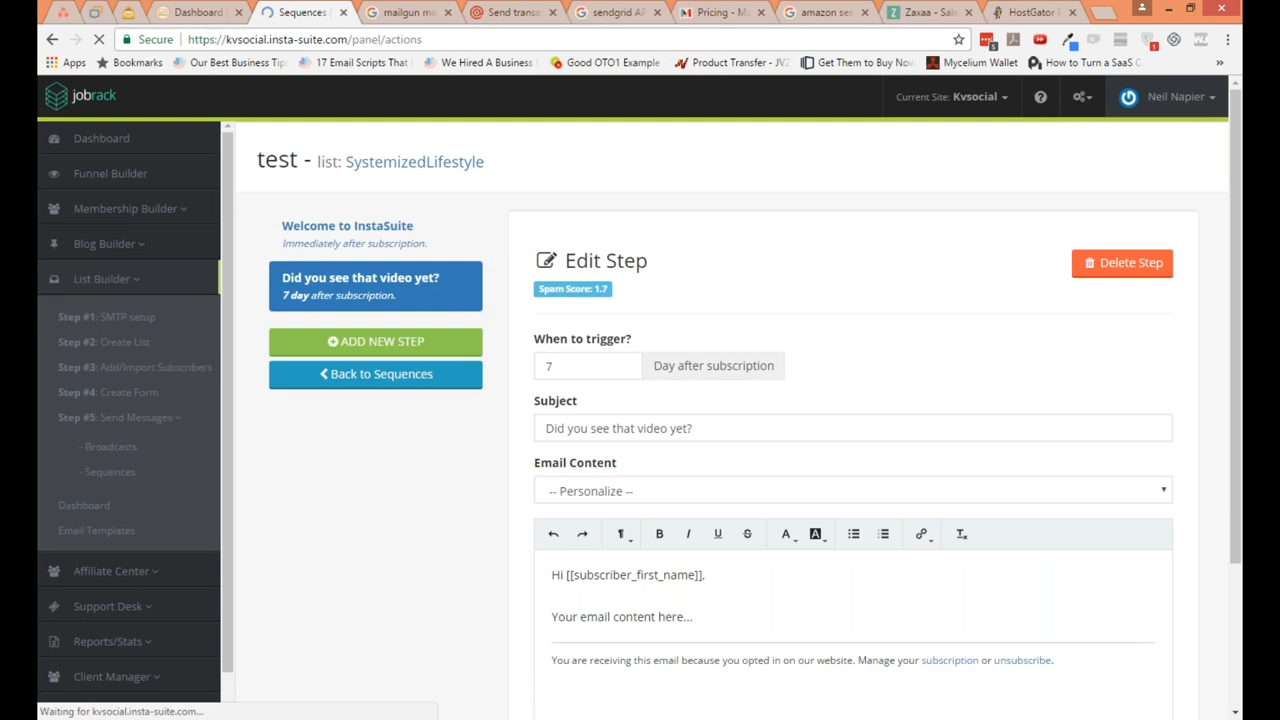 Dashboard
Sequences
mailgun ma
Send transa
sendgrid AP
Pricing - M
amazon ses
Zaxaa - Sale
HostGator P
Secure https://kvsocial.insta-suite.com/panel/actions
Apps Bookmarks Our Best Business Tip 17 Email Scripts That We Hired A Business Good OTO1 Example Product Transfer - JVZ Get Them to Buy Now Mycelium Wallet How to Turn a SaaS C
jobrack
Current Site: Kvsocial
Neil Napier
Dashboard
Funnel Builder
Membership Builder
Blog Builder
List Builder
Step #1: SMTP setup
Step #2: Create List
Step #3: Add/Import Subscribers
Step #4: Create Form
Step #5: Send Messages
- Broadcasts
- Sequences
Dashboard
Email Templates
Affiliate Center
Support Desk
Reports/Stats
Client Manager
Waiting for kvsocial.insta-suite.com...
test - list: SystemizedLifestyle
Welcome to InstaSuite
Immediately after subscription.
Did you see that video yet?
7 day after subscription.
ADD NEW STEP
Back to Sequences
Edit Step
Delete Step
Spam Score: 1.7
When to trigger?
7 Day after subscription
Subject
Did you see that video yet?
Email Content
-- Personalize --
Hi [[subscriber_first_name]],
Your email content here...
You are receiving this email because you opted in on our website. Manage your subscription or unsubscribe.